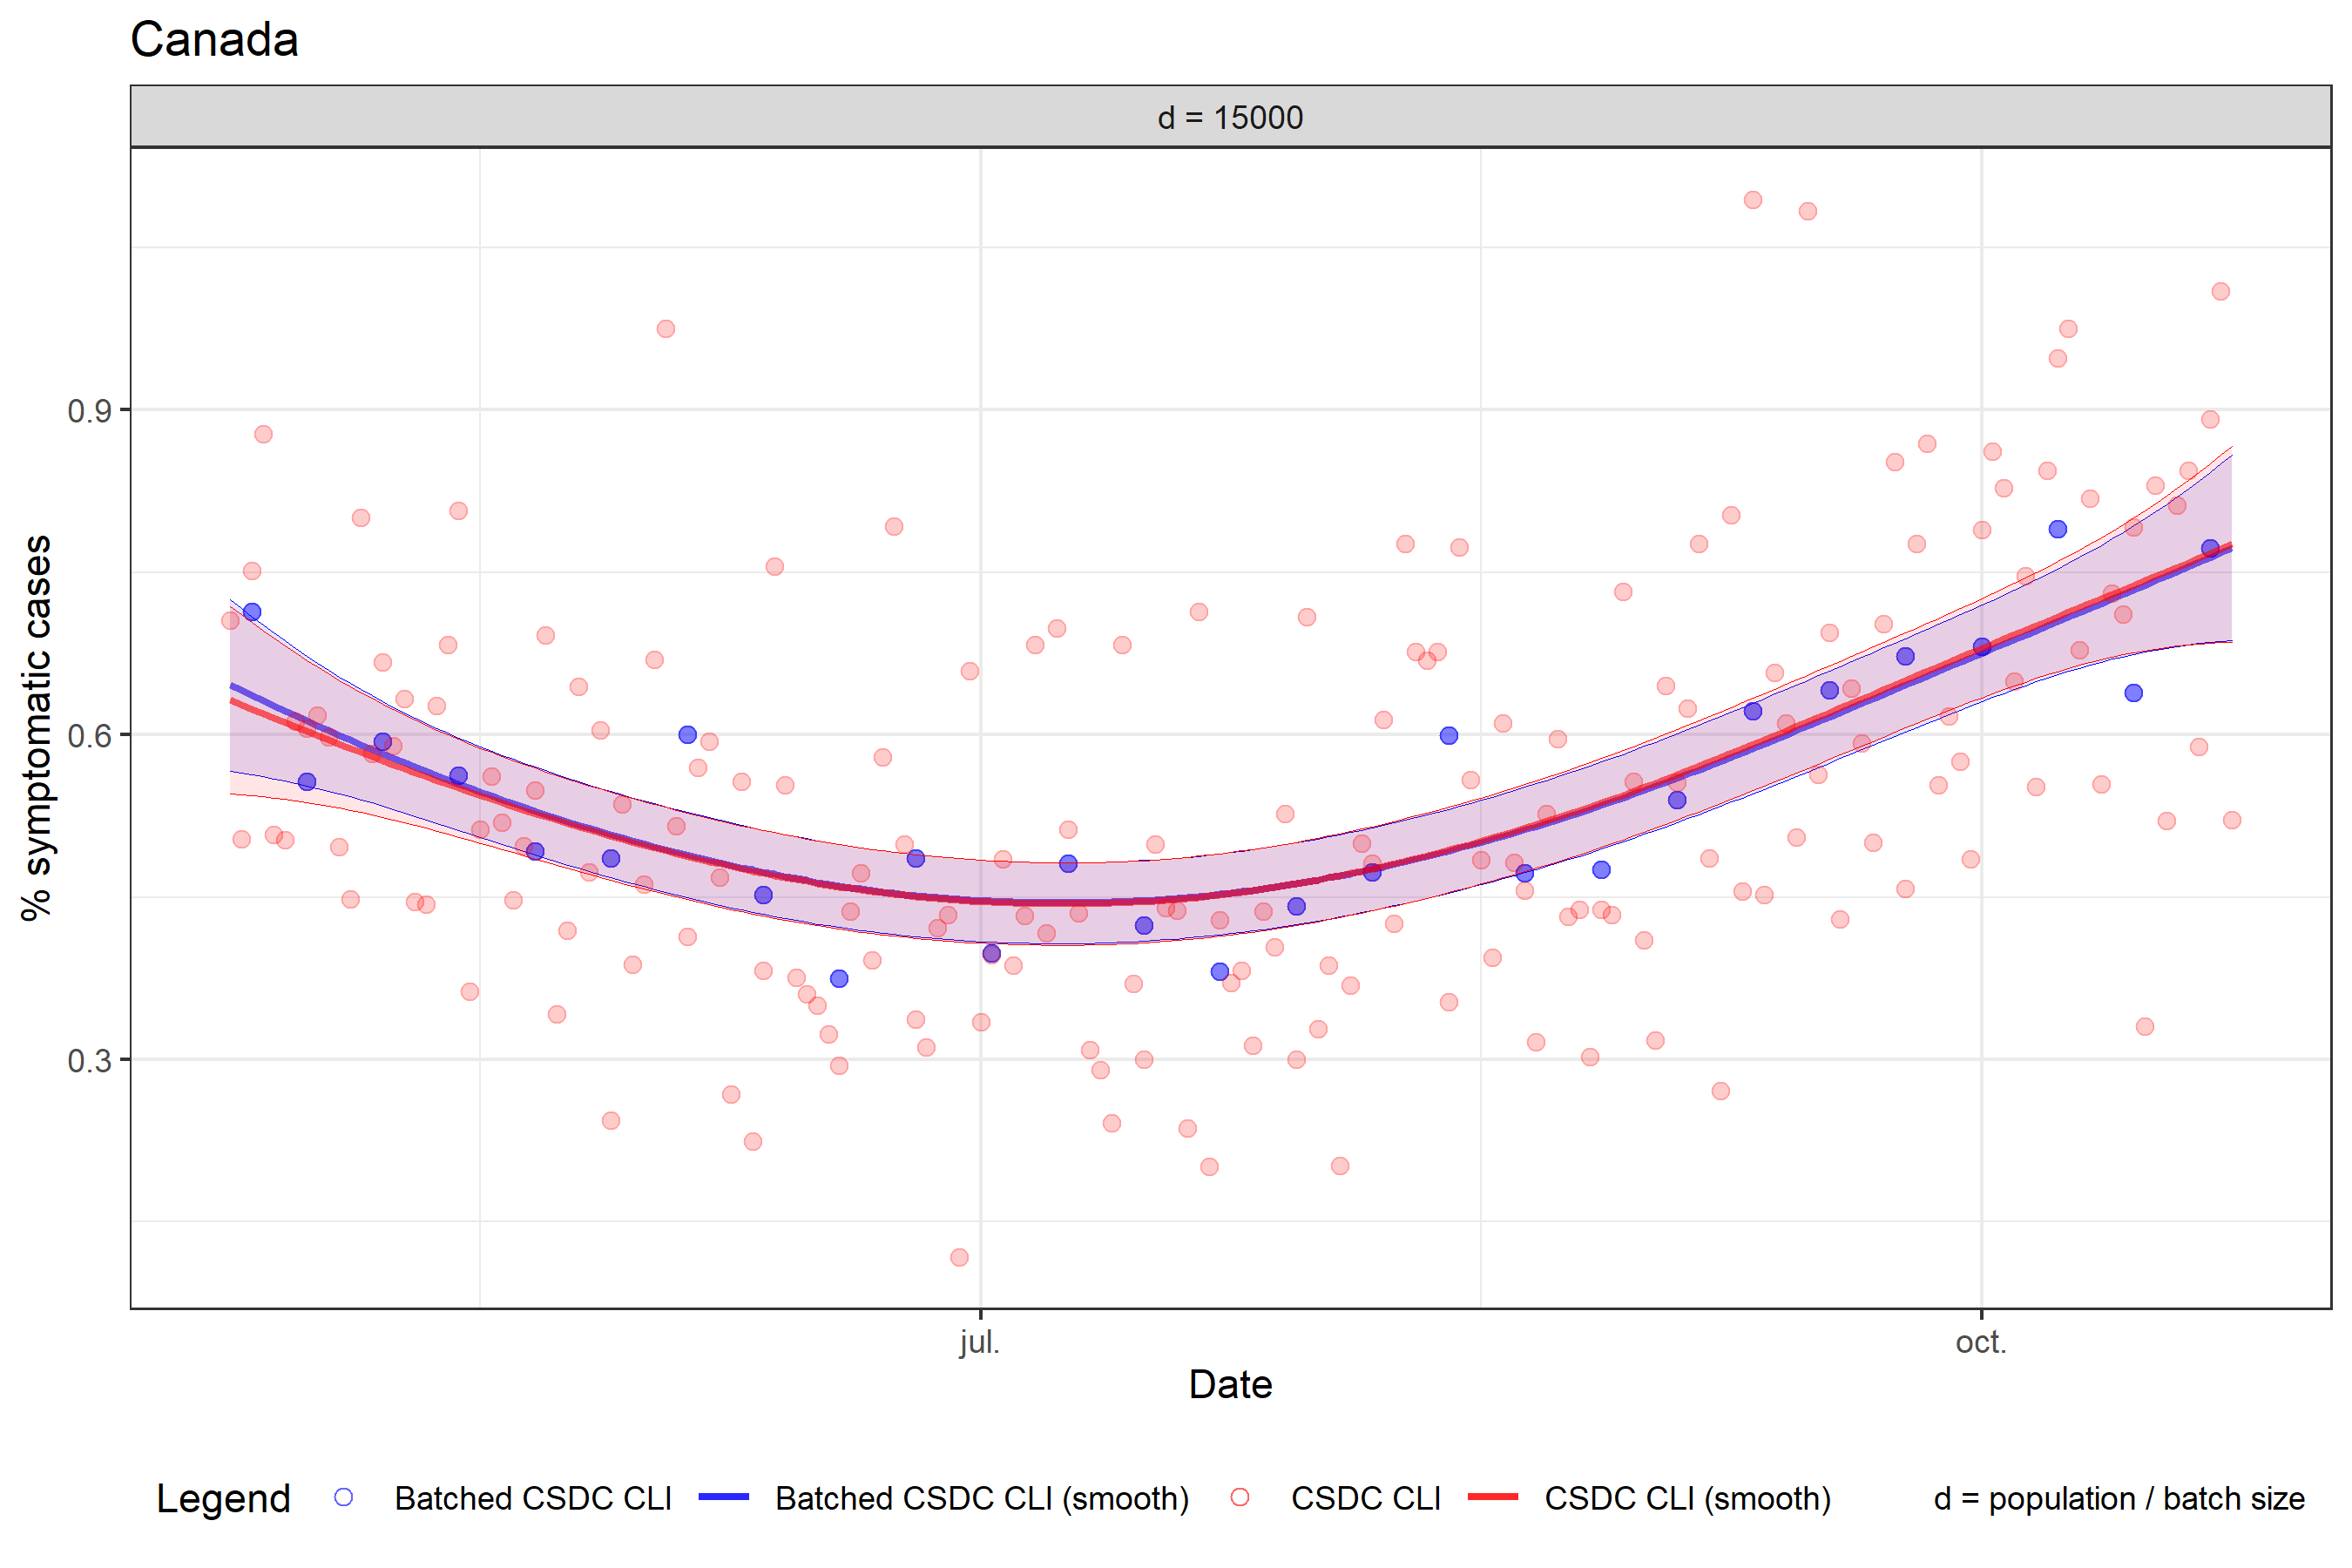 Canada
d = 15000
% symptomatic cases
0.9
0.6
0.3
jul.
oct.
Date
Legend
Batched CSDC CLI
Batched CSDC CLI (smooth)
CSDC CLI
CSDC CLI (smooth)
d = population / batch size